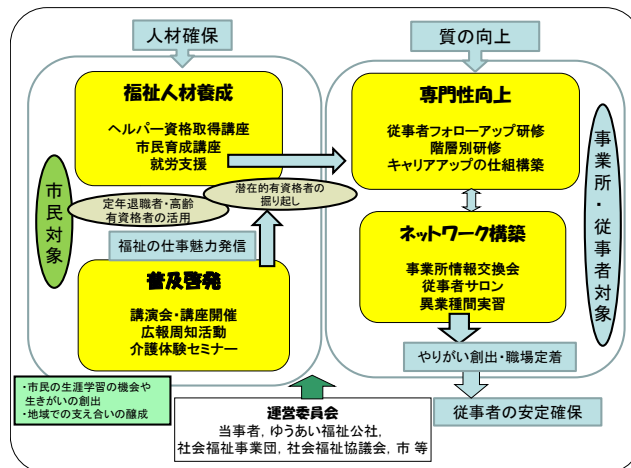 人材確保
質の向上
福祉人材養成
ヘルパー資格取得講座
市民育成講座
就労支援
専門性向上
従事者フォローアップ研修
階層別研修
キャリアアップの仕組構築
市民対象
定年退職者・高齢
有資格者の活用
潜在的有資格者の
掘り起し
事業所・従事者対象
福祉の仕事魅力発信
普及啓発
講演会・講座開催
広報周知活動
介護体験セミナー
ネットワーク構築
事業所情報交換会
従事者サロン
異業種間実習
やりがい創出・職場定着
・市民の生涯学習の機会や
生きがいの創出
・地域での支え合いの醸成
運営委員会
当事者, ゆうあい福祉公社,
社会福祉事業団, 社会福祉協議会, 市 等
従事者の安定確保